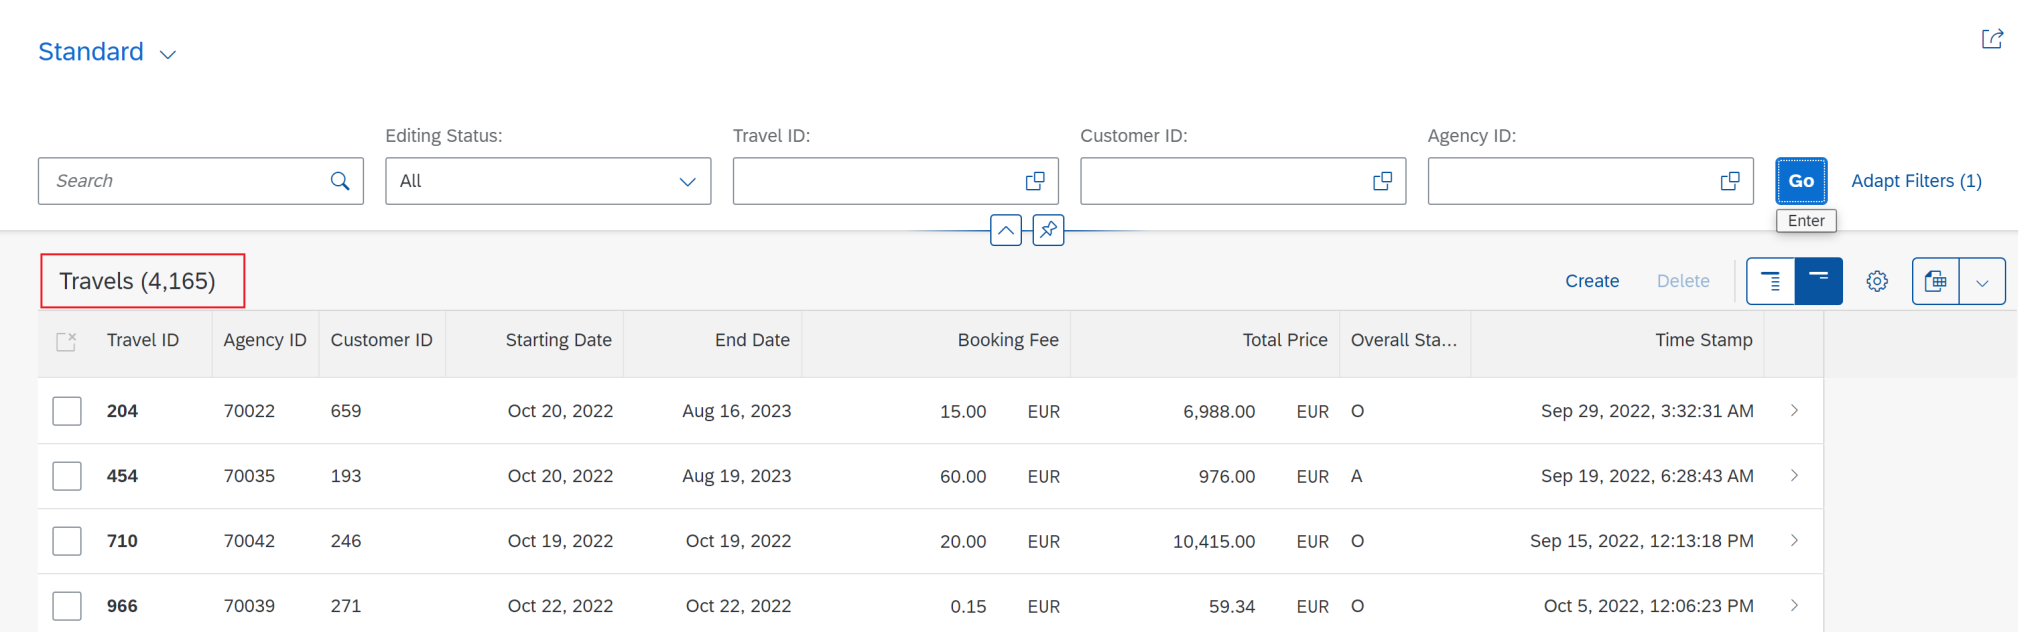 Standard
Editing Status: Travel ID: Customer ID: Agency ID:
Search All Go Adapt Filters (1)
Enter
Travels (4,165) Create Delete
Travel ID Agency ID Customer ID Starting Date End Date Booking Fee Total Price Overall Sta... Time Stamp
204 70022 659 Oct 20, 2022 Aug 16, 2023 15.00 EUR 6,988.00 EUR O Sep 29, 2022, 3:32:31 AM
454 70035 193 Oct 20, 2022 Aug 19, 2023 60.00 EUR 976.00 EUR A Sep 19, 2022, 6:28:43 AM
710 70042 246 Oct 19, 2022 Oct 19, 2022 20.00 EUR 10,415.00 EUR O Sep 15, 2022, 12:13:18 PM
966 70039 271 Oct 22, 2022 Oct 22, 2022 0.15 EUR 59.34 EUR O Oct 5, 2022, 12:06:23 PM